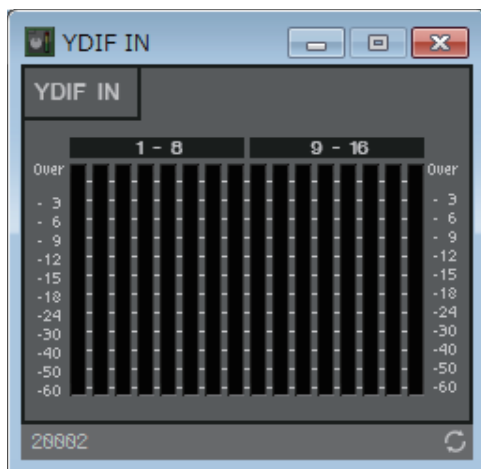 YDIF IN
YDIF IN
1 - 8 9 - 16
Over Over
- 3 - 3
- 6 - 6
- 9 - 9
-12 -12
-15 -15
-18 -18
-24 -24
-30 -30
-40 -40
-50 -50
-60 -60
20002